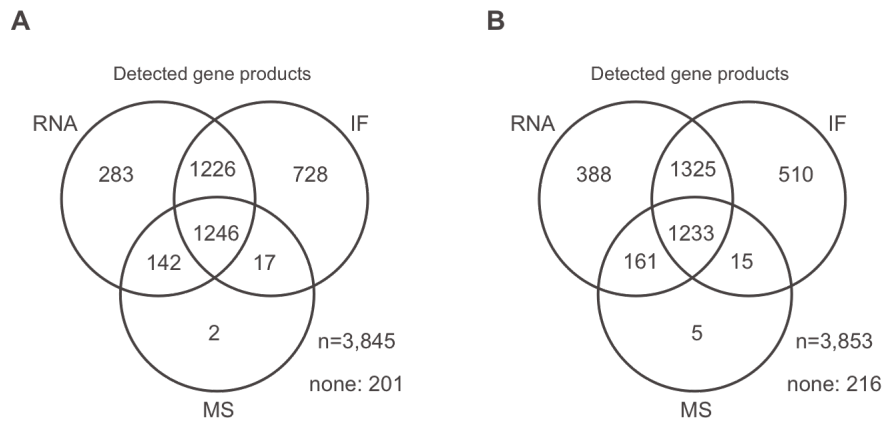 A
Detected gene products
RNA
IF
283
1226
728
1246
142
17
2
n=3,845
none: 201
MS
B
Detected gene products
RNA
IF
388
1325
510
1233
161
15
5
n=3,853
none: 216
MS